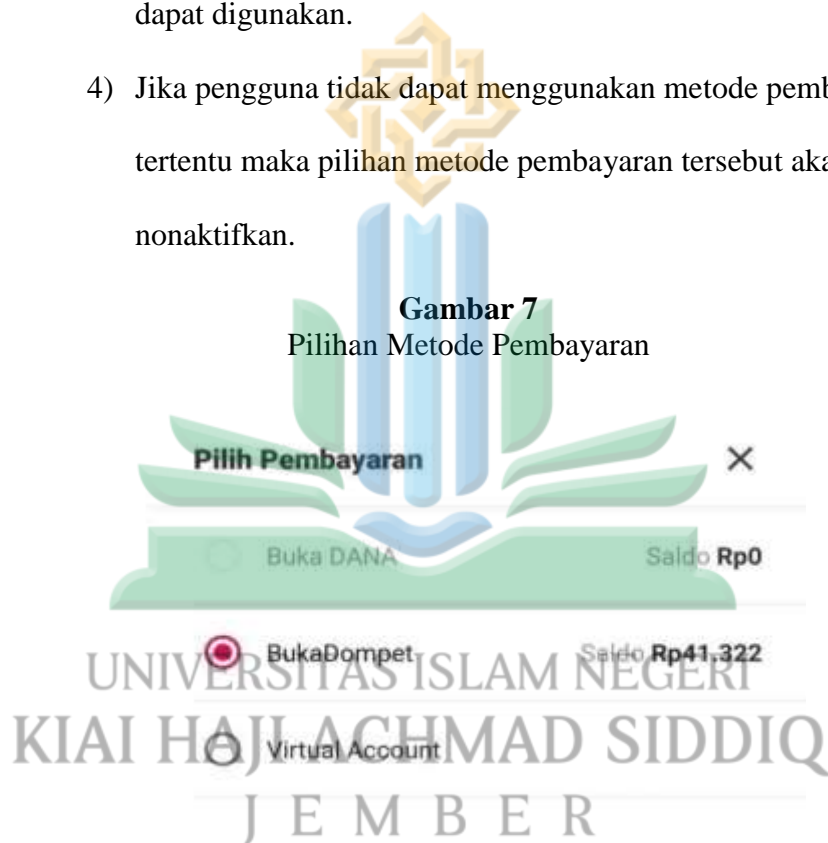 dapat digunakan.
4) Jika pengguna tidak dapat menggunakan metode pemb
tertentu maka pilihan metode pembayaran tersebut aka
nonaktifkan.
Gambar 7
Pilihan Metode Pembayaran
Pilih Pembayaran ✕
Buka DANA Saldo Rp0
BukaDompet Saldo Rp41,322
UNIVERSITAS ISLAM NEGERI
Virtual Account
KIAI HAJI ACHMAD SIDDIQ
JEMBER